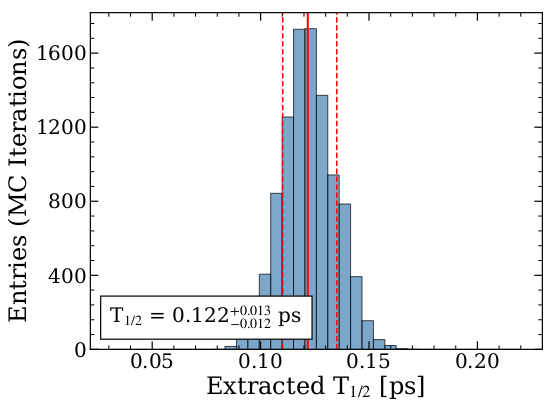 Entries (MC Iterations)
1600
1200
800
400
0
T1/2 = 0.122 +0.013 −0.012 ps
0.05 0.10 0.15 0.20
Extracted T1/2 [ps]